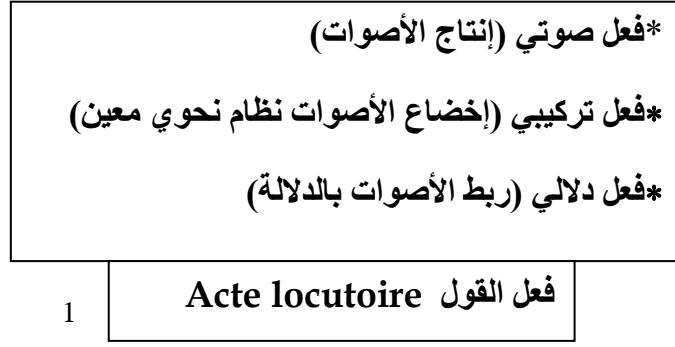 *فعل صوتي (إنتاج الأصوات)
*فعل تركيبي (إخضاع الأصوات نظام نحوي معين)
*فعل دلالي (ربط الأصوات بالدلالة)
فعل القول Acte locutoire
1